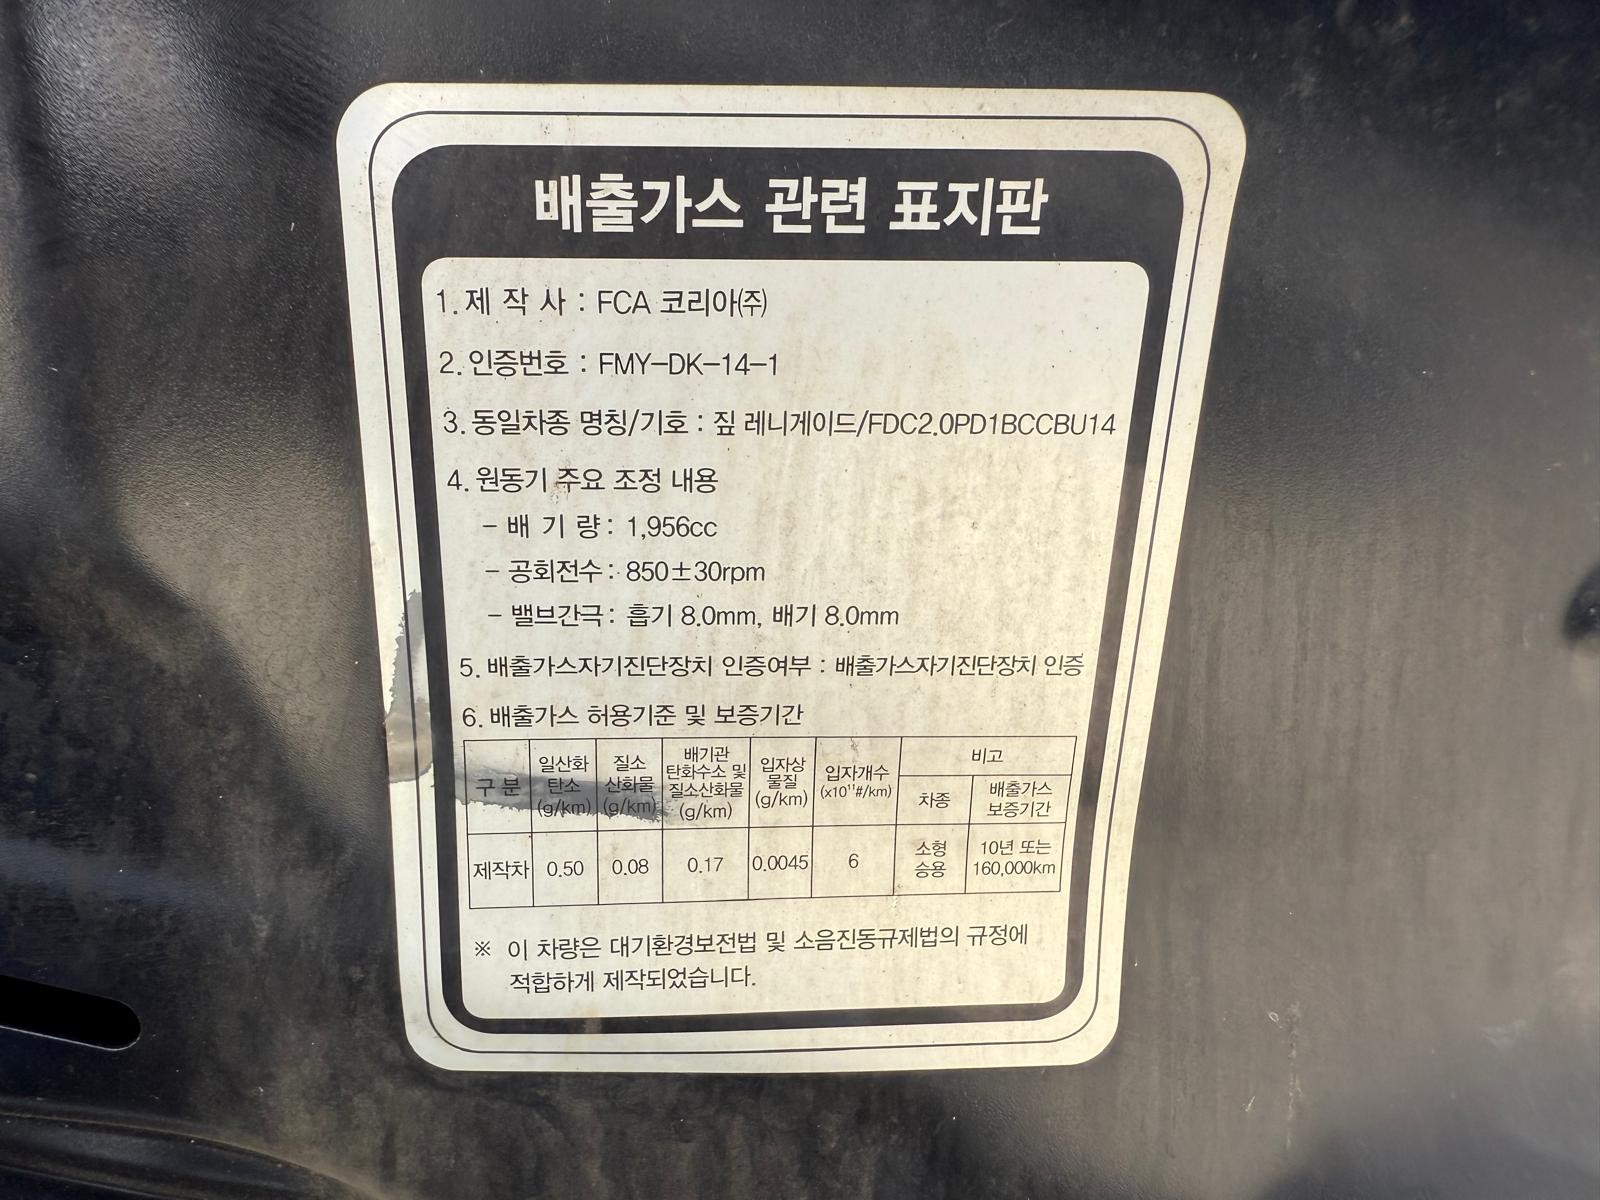 배출가스 관련 표지판
1. 제 작 사 : FCA 코리아㈜
2. 인증번호 : FMY-DK-14-1
3. 동일차종 명칭/기호 : 짚 레니게이드/FDC2.0PD1BCCBU14
4. 원동기 주요 조정 내용
- 배 기 량 : 1,956cc
- 공회전수 : 850±30rpm
- 밸브간극 : 흡기 8.0mm, 배기 8.0mm
5. 배출가스자기진단장치 인증여부 : 배출가스자기진단장치 인증
6. 배출가스 허용기준 및 보증기간
구 분
일산화
탄소
(g/km)
질소
산화물
(g/km)
배기관
탄화수소 및
질소산화물
(g/km)
입자상
물질
(g/km)
입자개수
(x10¹¹#/km)
비고
차종
배출가스
보증기간
제작차
0.50
0.08
0.17
0.0045
6
소형
승용
10년 또는
160,000km
※ 이 차량은 대기환경보전법 및 소음진동규제법의 규정에
적합하게 제작되었습니다.